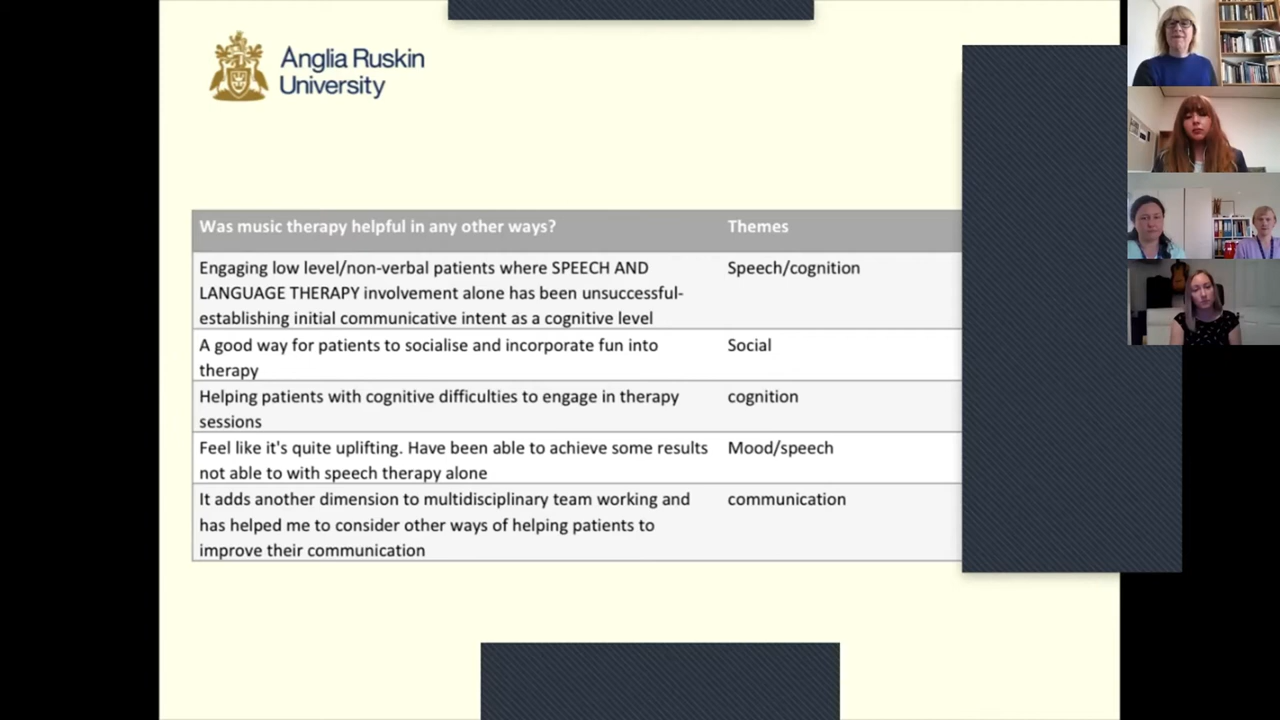 Anglia Ruskin
University
Was music therapy helpful in any other ways? Themes
Engaging low level/non-verbal patients where SPEECH AND Speech/cognition
LANGUAGE THERAPY involvement alone has been unsuccessful-
establishing initial communicative intent as a cognitive level
A good way for patients to socialise and incorporate fun into Social
therapy
Helping patients with cognitive difficulties to engage in therapy cognition
sessions
Feel like it's quite uplifting. Have been able to achieve some results Mood/speech
not able to with speech therapy alone
It adds another dimension to multidisciplinary team working and communication
has helped me to consider other ways of helping patients to
improve their communication